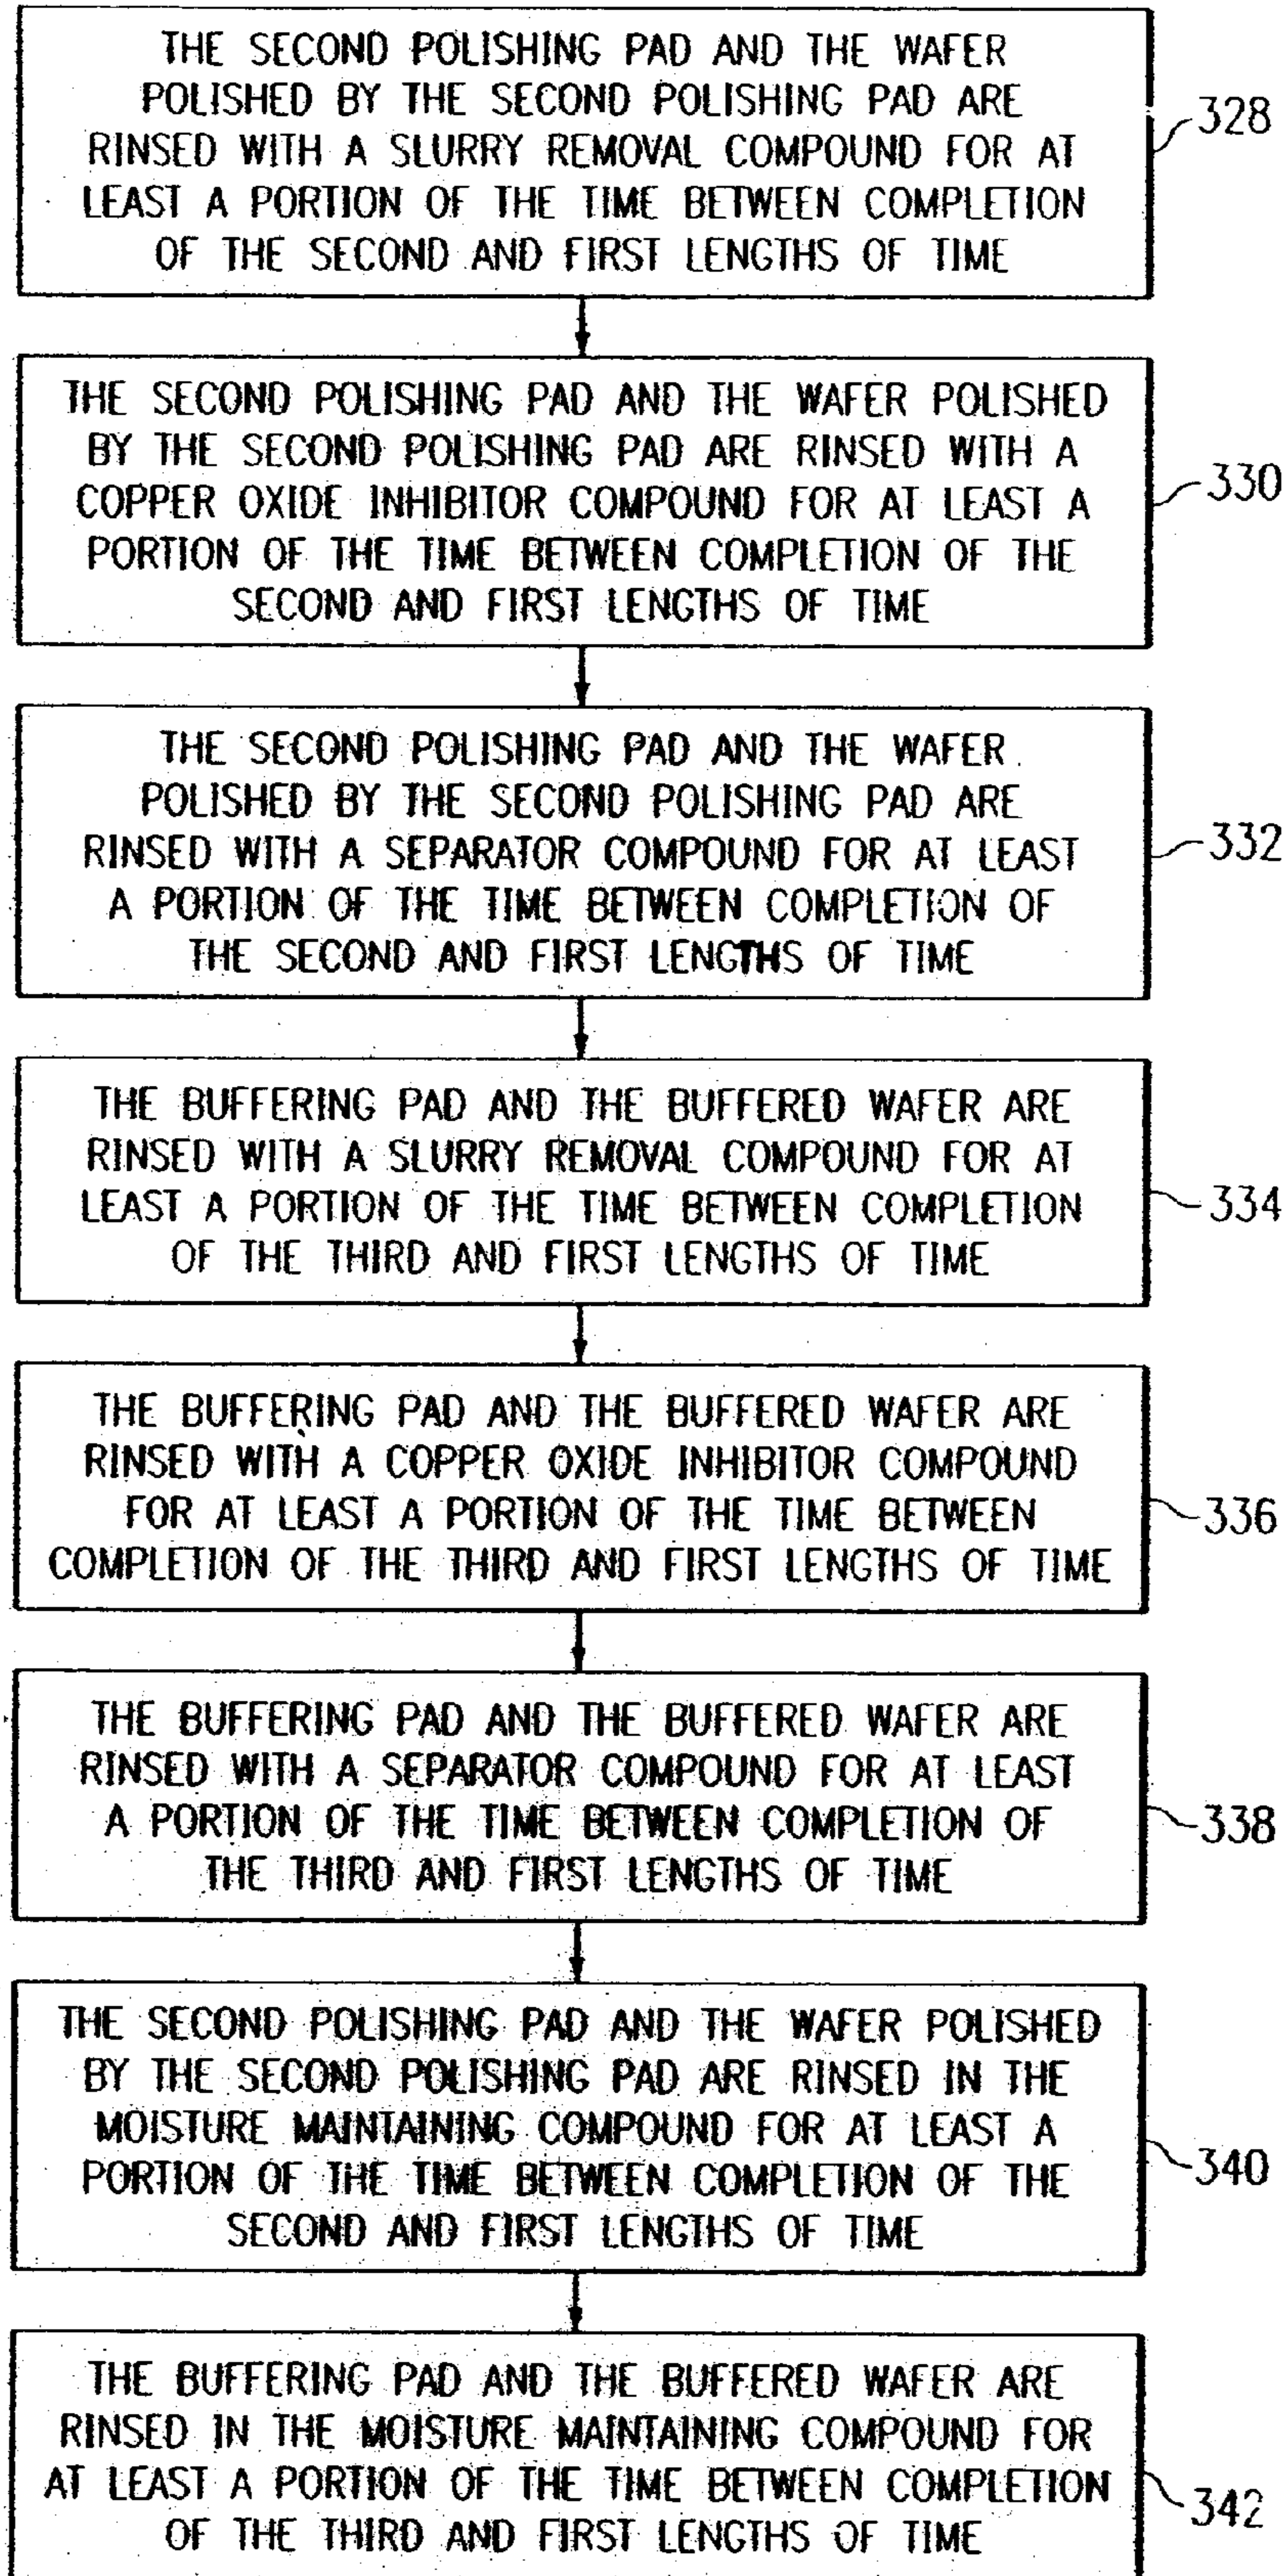 THE SECOND POLISHING PAD AND THE WAFER
POLISHED BY THE SECOND POLISHING PAD ARE
RINSED WITH A SLURRY REMOVAL COMPOUND FOR AT
LEAST A PORTION OF THE TIME BETWEEN COMPLETION
OF THE SECOND AND FIRST LENGTHS OF TIME
328
THE SECOND POLISHING PAD AND THE WAFER POLISHED
BY THE SECOND POLISHING PAD ARE RINSED WITH A
COPPER OXIDE INHIBITOR COMPOUND FOR AT LEAST A
PORTION OF THE TIME BETWEEN COMPLETION OF THE
SECOND AND FIRST LENGTHS OF TIME
330
THE SECOND POLISHING PAD AND THE WAFER
POLISHED BY THE SECOND POLISHING PAD ARE
RINSED WITH A SEPARATOR COMPOUND FOR AT LEAST
A PORTION OF THE TIME BETWEEN COMPLETION OF
THE SECOND AND FIRST LENGTHS OF TIME
332
THE BUFFERING PAD AND THE BUFFERED WAFER ARE
RINSED WITH A SLURRY REMOVAL COMPOUND FOR AT
LEAST A PORTION OF THE TIME BETWEEN COMPLETION
OF THE THIRD AND FIRST LENGTHS OF TIME
334
THE BUFFERING PAD AND THE BUFFERED WAFER ARE
RINSED WITH A COPPER OXIDE INHIBITOR COMPOUND
FOR AT LEAST A PORTION OF THE TIME BETWEEN
COMPLETION OF THE THIRD AND FIRST LENGTHS OF TIME
336
THE BUFFERING PAD AND THE BUFFERED WAFER ARE
RINSED WITH A SEPARATOR COMPOUND FOR AT LEAST
A PORTION OF THE TIME BETWEEN COMPLETION OF
THE THIRD AND FIRST LENGTHS OF TIME
338
THE SECOND POLISHING PAD AND THE WAFER POLISHED
BY THE SECOND POLISHING PAD ARE RINSED IN THE
MOISTURE MAINTAINING COMPOUND FOR AT LEAST A
PORTION OF THE TIME BETWEEN COMPLETION OF THE
SECOND AND FIRST LENGTHS OF TIME
340
THE BUFFERING PAD AND THE BUFFERED WAFER ARE
RINSED IN THE MOISTURE MAINTAINING COMPOUND FOR
AT LEAST A PORTION OF THE TIME BETWEEN COMPLETION
OF THE THIRD AND FIRST LENGTHS OF TIME
342